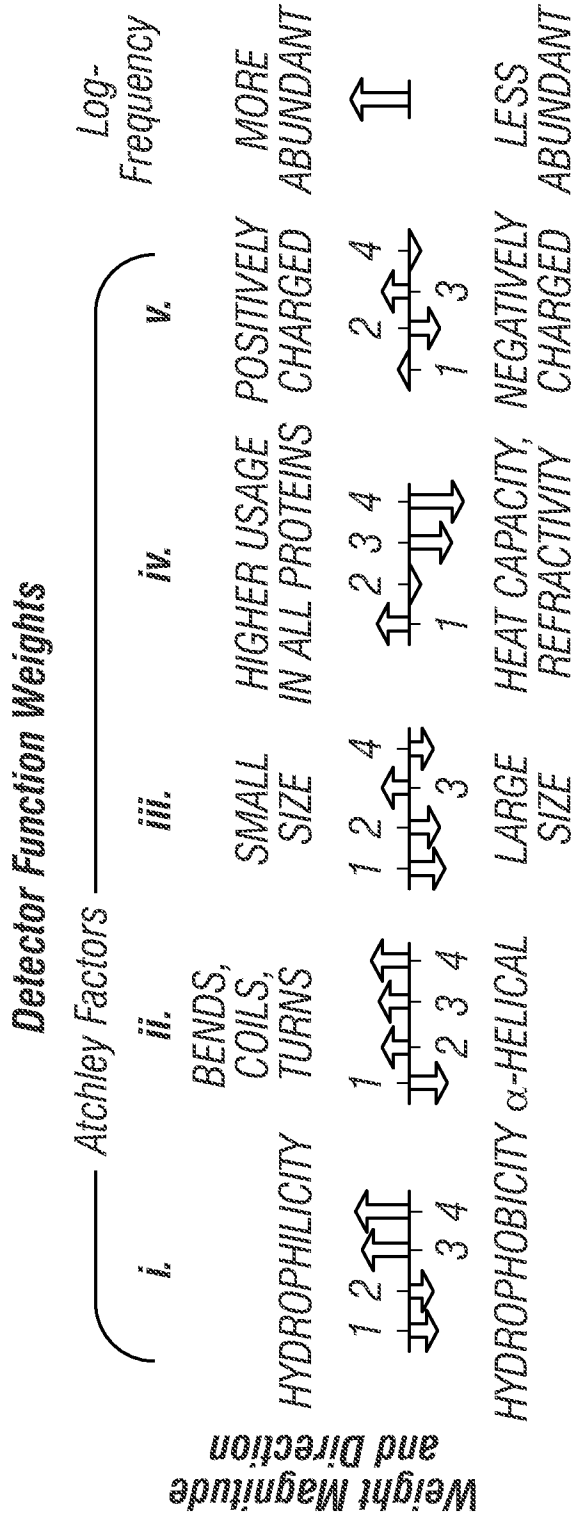 Detector Function Weights
Atchley Factors
Log-
Frequency
i.
ii.
iii.
iv.
v.
HYDROPHILICITY
BENDS,
COILS,
TURNS
SMALL
SIZE
HIGHER USAGE
IN ALL PROTEINS
POSITIVELY
CHARGED
MORE
ABUNDANT
Weight Magnitude
and Direction
1 2
3 4
1
2 3 4
1 2 4
3
2 3 4
1
2 4
1 3
HYDROPHOBICITY
α-HELICAL
LARGE
SIZE
HEAT CAPACITY,
REFRACTIVITY
NEGATIVELY
CHARGED
LESS
ABUNDANT